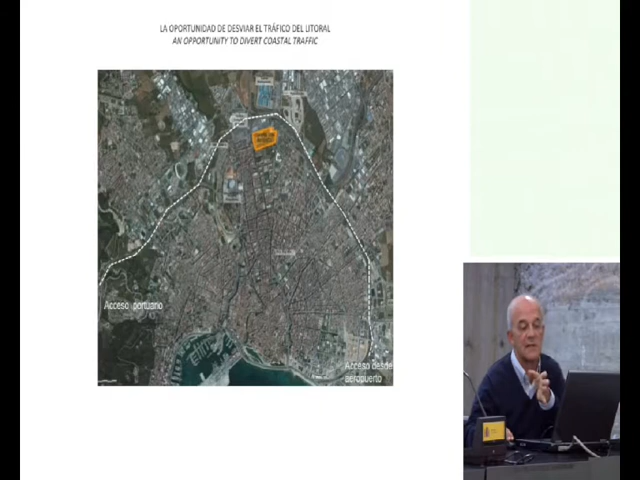 LA OPORTUNIDAD DE DESVIAR EL TRÁFICO DEL LITORAL
AN OPPORTUNITY TO DIVERT COASTAL TRAFFIC
Acceso portuario
Acceso desde
aeropuerto